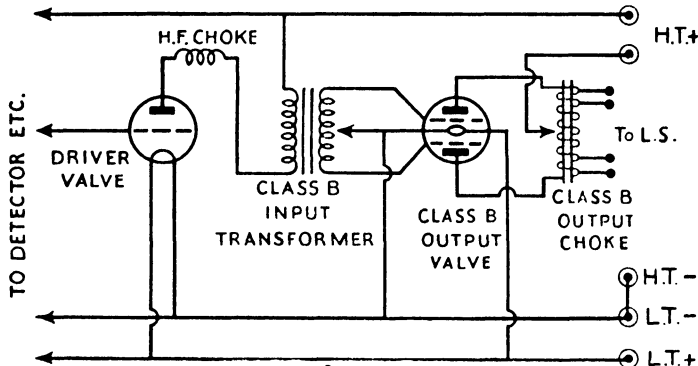 H.F. CHOKE
H.T.+
TO DETECTOR ETC.
DRIVER
VALVE
CLASS B
INPUT
TRANSFORMER
CLASS B
OUTPUT
VALVE
TO L.S.
CLASS B
OUTPUT
CHOKE
H.T.-
L.T.-
L.T.+